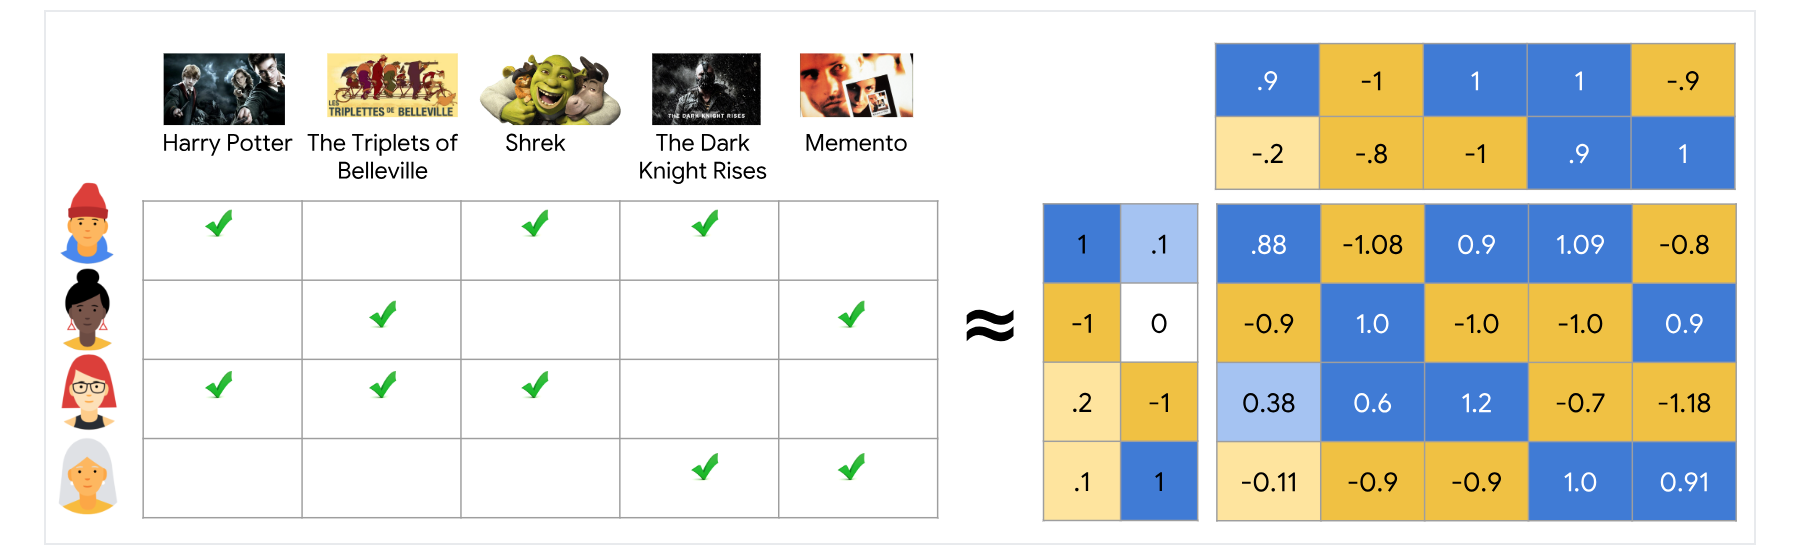 LES
TRIPLETTES DE BELLEVILLE
THE DARK KNIGHT RISES
Harry Potter
The Triplets of
Belleville
Shrek
The Dark
Knight Rises
Memento
.9 -1 1 1 -.9
-.2 -.8 -1 .9 1
≈
1 .1 .88 -1.08 0.9 1.09 -0.8
-1 0 -0.9 1.0 -1.0 -1.0 0.9
.2 -1 0.38 0.6 1.2 -0.7 -1.18
.1 1 -0.11 -0.9 -0.9 1.0 0.91